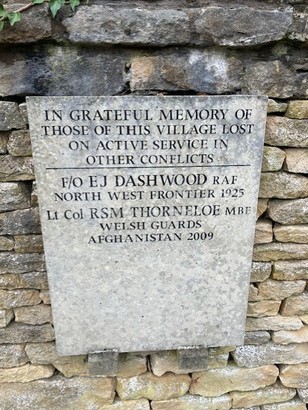 IN GRATEFUL MEMORY OF
THOSE OF THIS VILLAGE LOST
ON ACTIVE SERVICE IN
OTHER CONFLICTS
F/O EJ DASHWOOD RAF
NORTH WEST FRONTIER 1925
Lt Col RSM THORNELOE MBE
WELSH GUARDS
AFGHANISTAN 2009